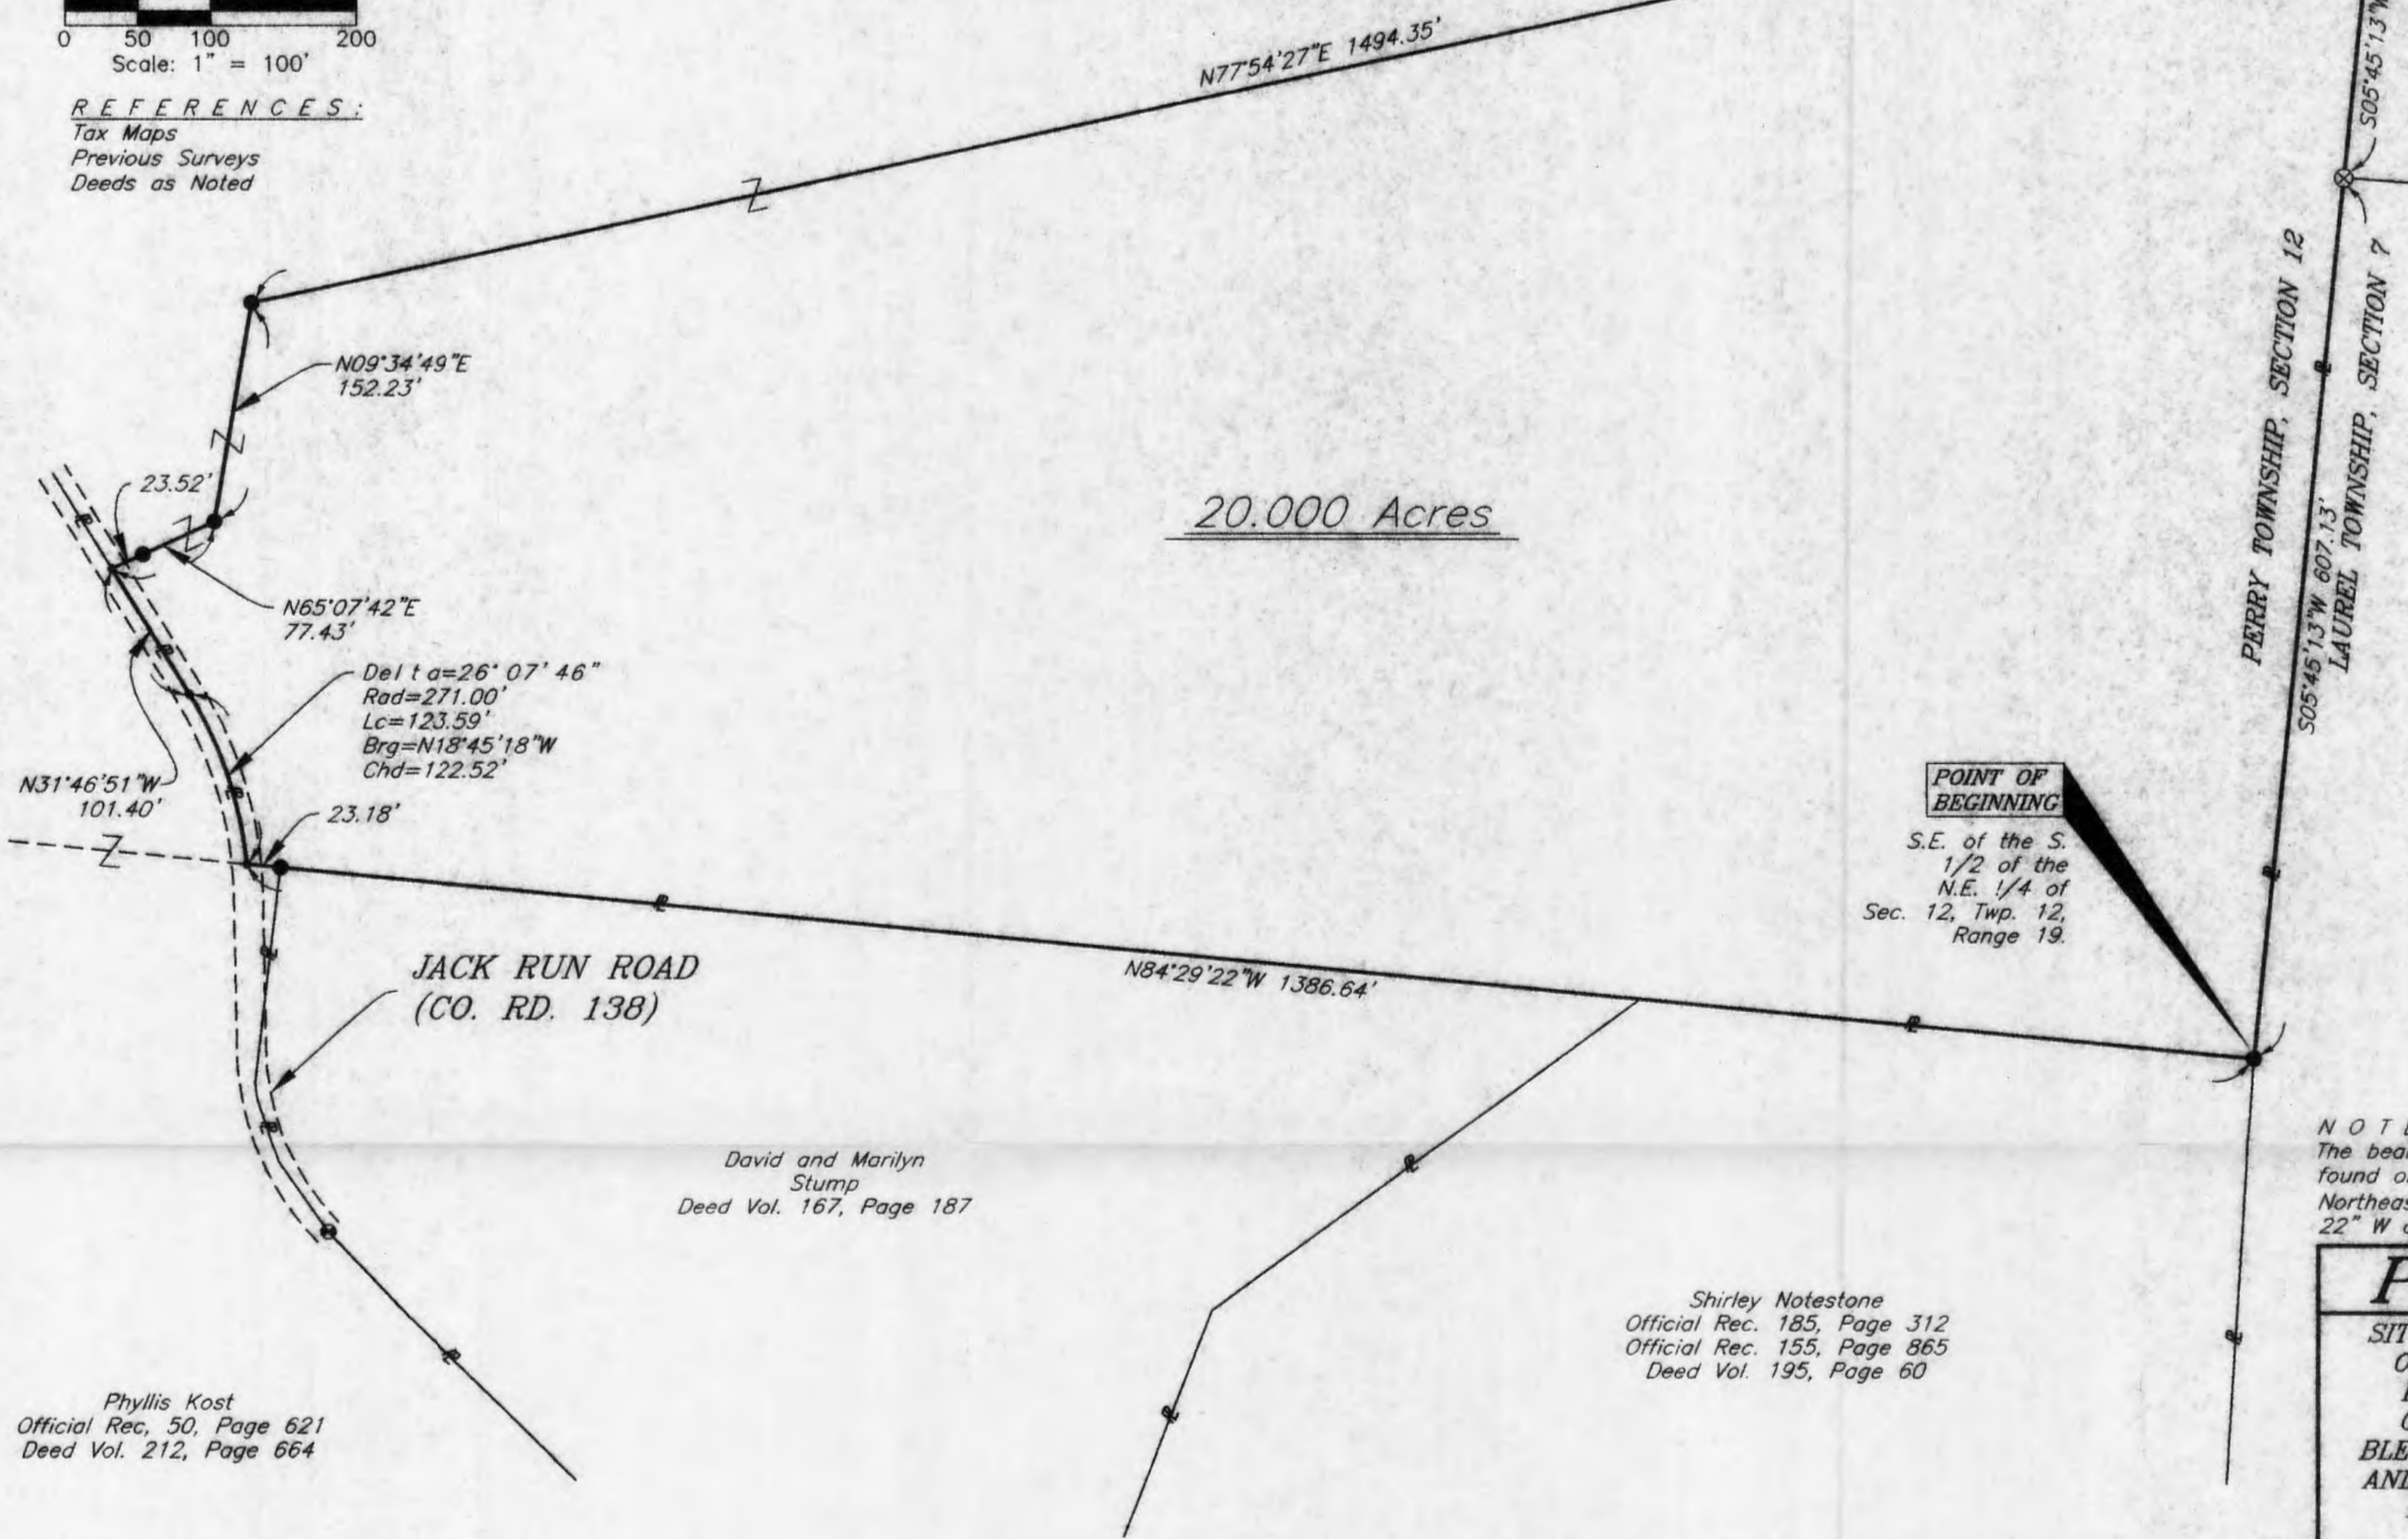 0 50 100 200
Scale: 1" = 100'
REFERENCES:
Tax Maps
Previous Surveys
Deeds as Noted
N77°54'27"E 1494.35'
S05°45'13"W
N09°34'49"E
152.23'
23.52'
N65°07'42"E
77.43'
Delta=26° 07' 46"
Rad=271.00'
Lc=123.59'
Brg=N18°45'18"W
Chd=122.52'
N31°46'51"W
101.40'
23.18'
20.000 Acres
PERRY TOWNSHIP, SECTION 12
S05°45'13"W 607.13'
LAUREL TOWNSHIP, SECTION 7
POINT OF
BEGINNING
S.E. of the S.
1/2 of the
N.E. !/4 of
Sec. 12, Twp. 12,
Range 19.
N84°29'22"W 1386.64'
JACK RUN ROAD
(CO. RD. 138)
David and Marilyn
Stump
Deed Vol. 167, Page 187
Shirley Notestone
Official Rec. 185, Page 312
Official Rec. 155, Page 865
Deed Vol. 195, Page 60
Phyllis Kost
Official Rec, 50, Page 621
Deed Vol. 212, Page 664
NOT
The bea
found o
Northeas
22" W
P
SIT
BLE
AN